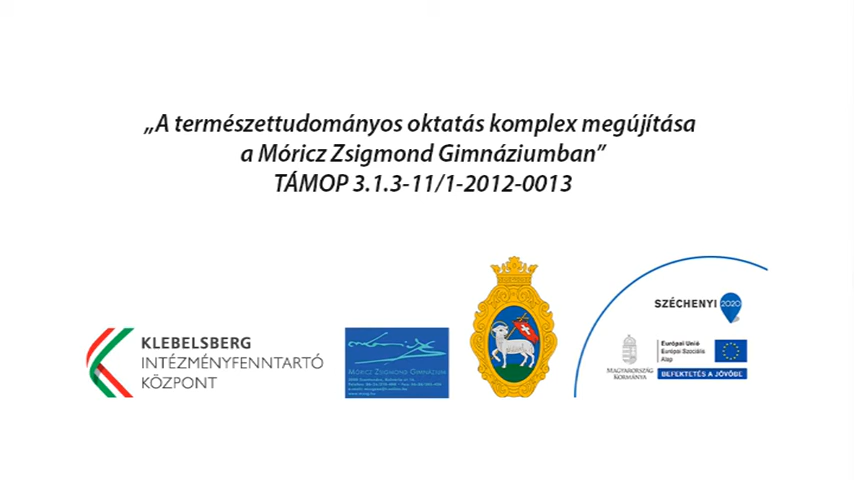 „A természettudományos oktatás komplex megújítása
a Móricz Zsigmond Gimnáziumban”
TÁMOP 3.1.3-11/1-2012-0013
KLEBELSBERG
INTÉZMÉNYFENNTARTÓ
KÖZPONT
MÓRICZ ZSIGMOND GIMNÁZIUM
SZÉCHENYI 2020
MAGYARORSZÁG
KORMÁNYA
Európai Unió
Európai Szociális
Alap
BEFEKTETÉS A JÖVŐBE